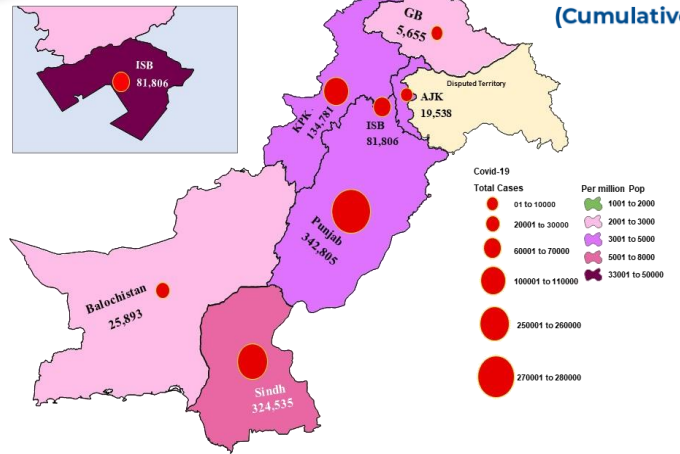 (Cumulative
GB
5,655
ISB
81,806
Disputed Territory
AJK
19,538
KPK
134,781
ISB
81,806
Punjab
342,805
Balochistan
25,893
Sindh
324,535
Covid-19
Total Cases
01 to 10000
20001 to 30000
60001 to 70000
100001 to 110000
250001 to 260000
270001 to 280000
Per million Pop
1001 to 2000
2001 to 3000
3001 to 5000
5001 to 8000
33001 to 50000